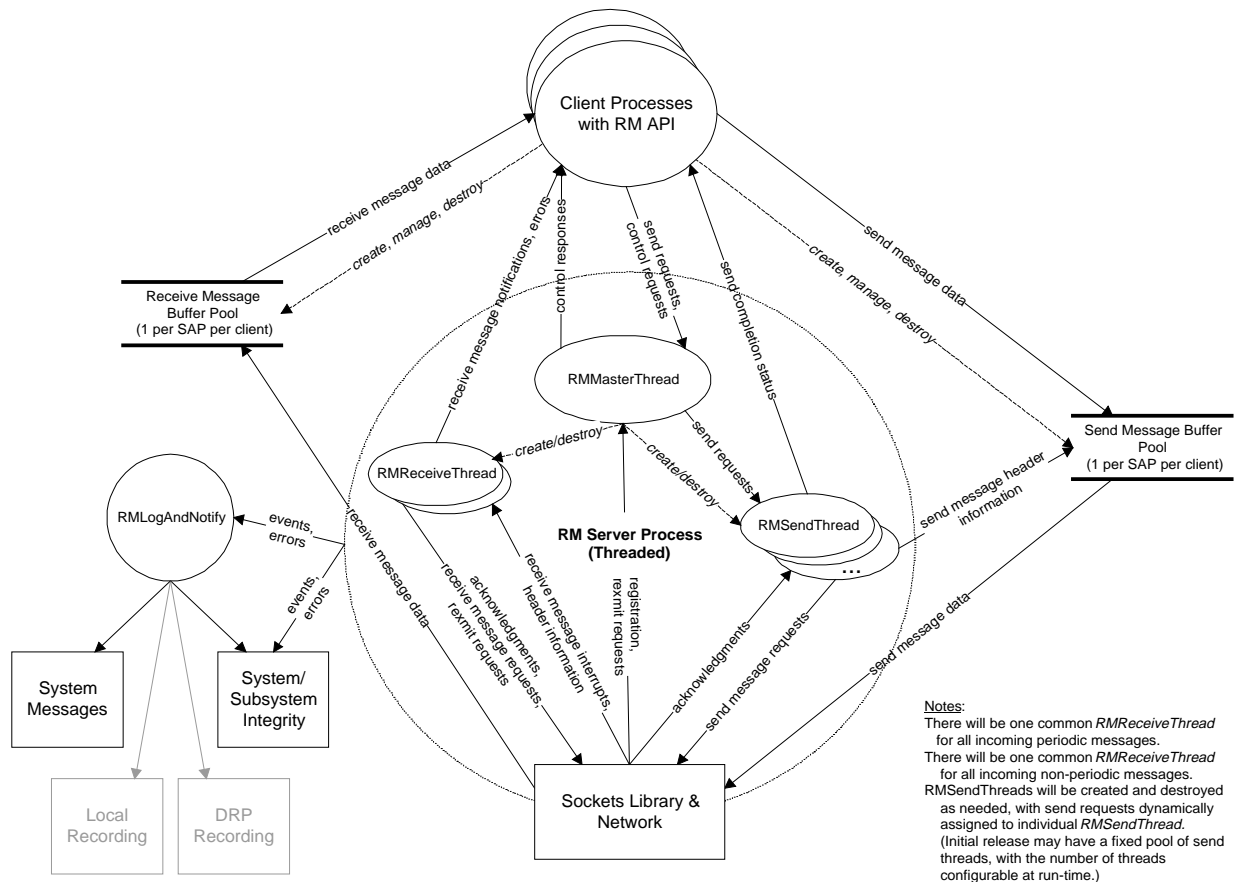 Client Processes
with RM API
receive message data
create, manage, destroy
receive message notifications, errors
control responses
send requests,
control requests
send completion status
create, manage, destroy
send message data
Receive Message
Buffer Pool
(1 per SAP per client)
RMMasterThread
Send Message Buffer
Pool
(1 per SAP per client)
create/destroy
create/destroy
send requests
RMReceiveThread
RMSendThread
...
send message header
information
RMLogAndNotify
events,
errors
events,
errors
RM Server Process
(Threaded)
receive message data
acknowledgments,
receive message requests,
rexmit requests
receive message interrupts,
header information
registration,
rexmit requests
acknowledgments
send message requests
send message data
System
Messages
System/
Subsystem
Integrity
Local
Recording
DRP
Recording
Sockets Library &
Network
Notes:
There will be one common RMReceiveThread
for all incoming periodic messages.
There will be one common RMReceiveThread
for all incoming non-periodic messages.
RMSendThreads will be created and destroyed
as needed, with send requests dynamically
assigned to individual RMSendThread.
(Initial release may have a fixed pool of send
threads, with the number of threads
configurable at run-time.)